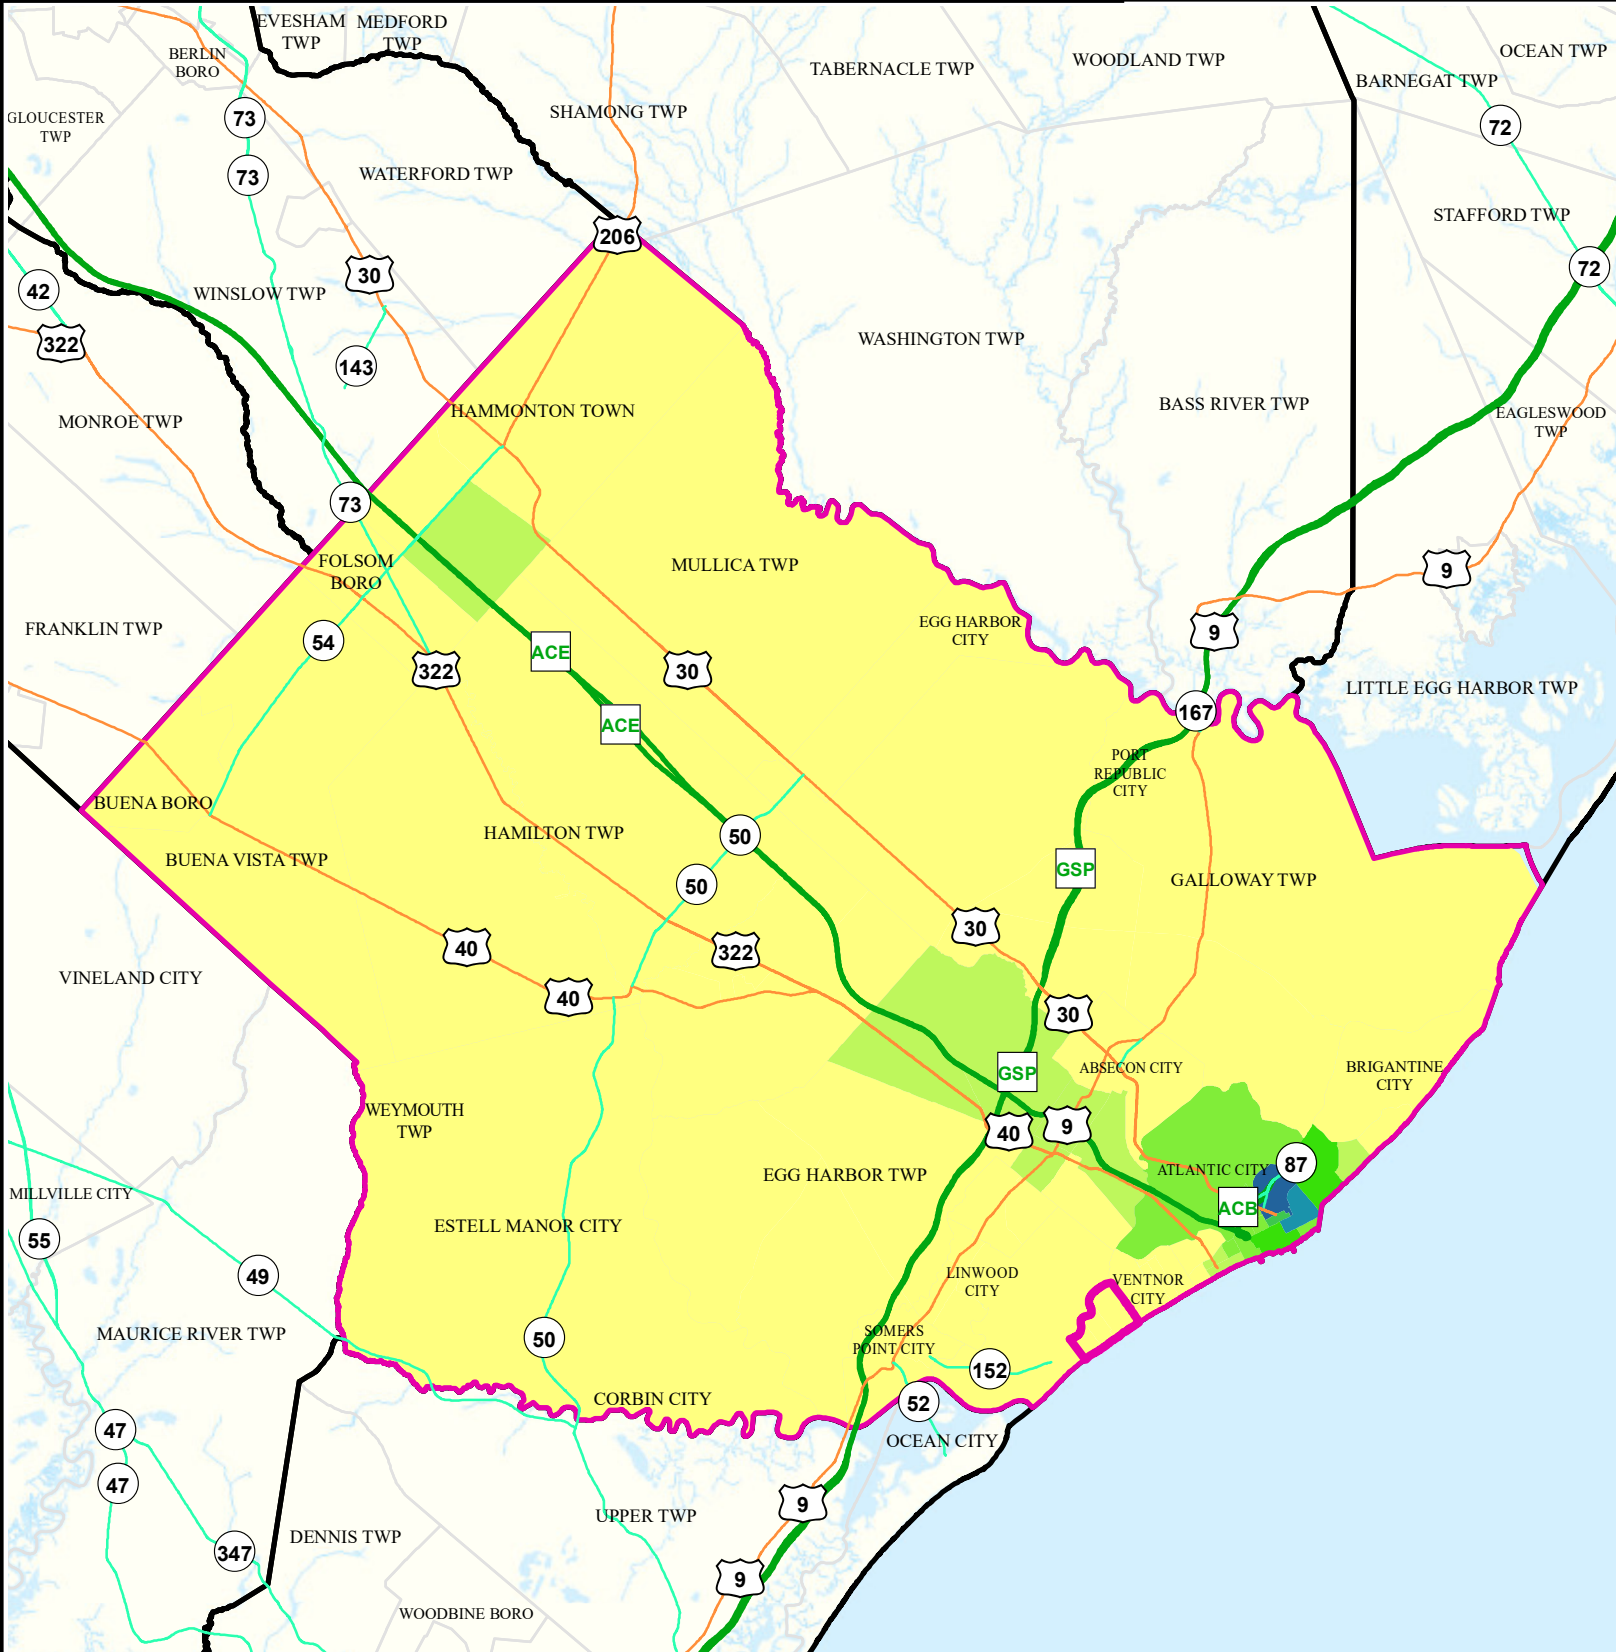 EVESHAM
TWP
MEDFORD
TWP
OCEAN TWP
BERLIN
BORO
TABERNACLE TWP
WOODLAND TWP
BARNEGAT TWP
GLOUCESTER
TWP
73
SHAMONG TWP
72
73
WATERFORD TWP
STAFFORD TWP
206
72
42
WINSLOW TWP
30
322
143
WASHINGTON TWP
BASS RIVER TWP
MONROE TWP
HAMMONTON TOWN
EAGLESWOOD
TWP
73
FOLSOM
BORO
MULLICA TWP
9
FRANKLIN TWP
54
EGG HARBOR
CITY
9
ACE
322
30
LITTLE EGG HARBOR TWP
167
ACE
PORT
REPUBLIC
CITY
BUENA BORO
HAMILTON TWP
50
BUENA VISTA TWP
50
GSP
GALLOWAY TWP
40
322
30
VINELAND CITY
40
30
GSP
ABSECON CITY
BRIGANTINE
CITY
WEYMOUTH
TWP
40
9
MILLVILLE CITY
EGG HARBOR TWP
ATLANTIC CITY
87
ACB
ESTELL MANOR CITY
55
49
LINWOOD
CITY
VENTNOR
CITY
MAURICE RIVER TWP
50
SOMERS
POINT CITY
152
CORBIN CITY
52
47
OCEAN CITY
47
9
UPPER TWP
DENNIS TWP
347
9
WOODBINE BORO